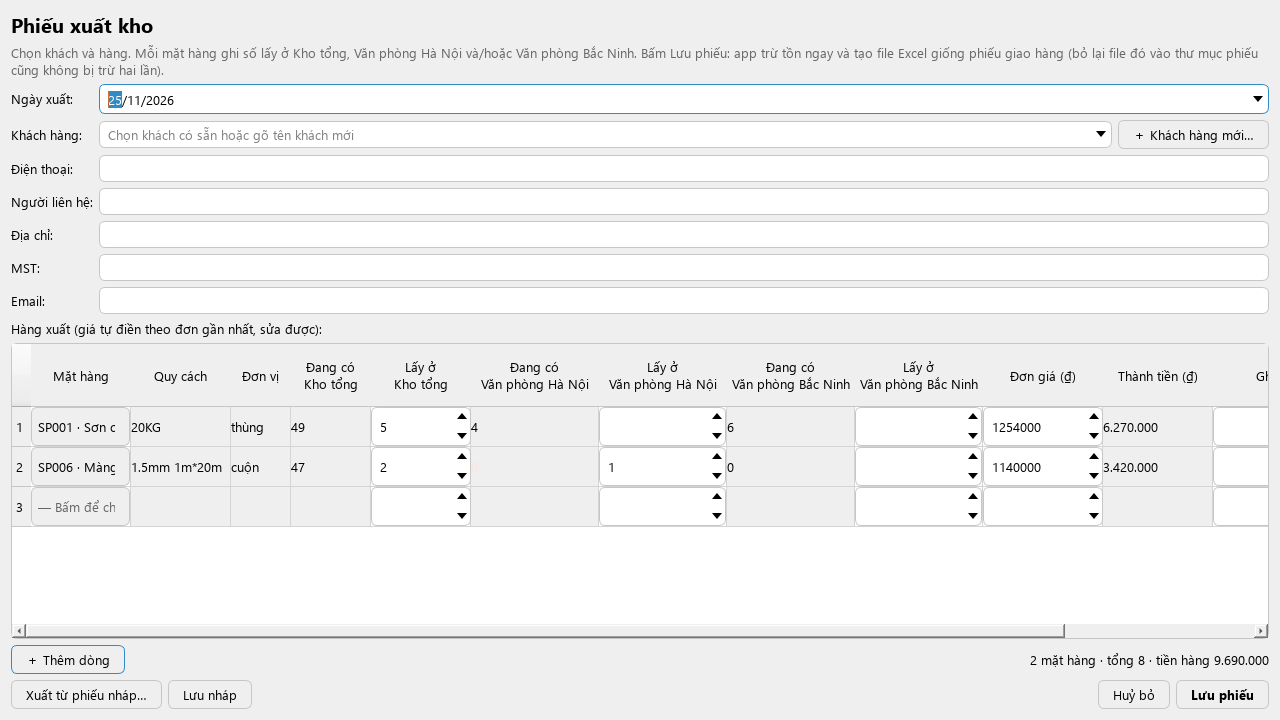 Phiếu xuất kho
Chọn khách và hàng. Mỗi mặt hàng ghi số lấy ở Kho tổng, Văn phòng Hà Nội và/hoặc Văn phòng Bắc Ninh. Bấm Lưu phiếu: app trừ tồn ngay và tạo file Excel giống phiếu giao hàng (bỏ lại file đó vào thư mục phiếu
cũng không bị trừ hai lần).
Ngày xuất: 25/11/2026
Khách hàng: Chọn khách có sẵn hoặc gõ tên khách mới + Khách hàng mới...
Điện thoại:
Người liên hệ:
Địa chỉ:
MST:
Email:
Hàng xuất (giá tự điền theo đơn gần nhất, sửa được):
Mặt hàng Quy cách Đơn vị Đang có Kho tổng Lấy ở Kho tổng Đang có Văn phòng Hà Nội Lấy ở Văn phòng Hà Nội Đang có Văn phòng Bắc Ninh Lấy ở Văn phòng Bắc Ninh Đơn giá (₫) Thành tiền (₫) Gh
1 SP001 · Sơn c 20KG thùng 49 5 4 6 1254000 6.270.000
2 SP006 · Màng 1.5mm 1m*20m cuộn 47 2 1 0 1140000 3.420.000
3 — Bấm để ch
+ Thêm dòng 2 mặt hàng · tổng 8 · tiền hàng 9.690.000
Xuất từ phiếu nháp... Lưu nháp Huỷ bỏ Lưu phiếu